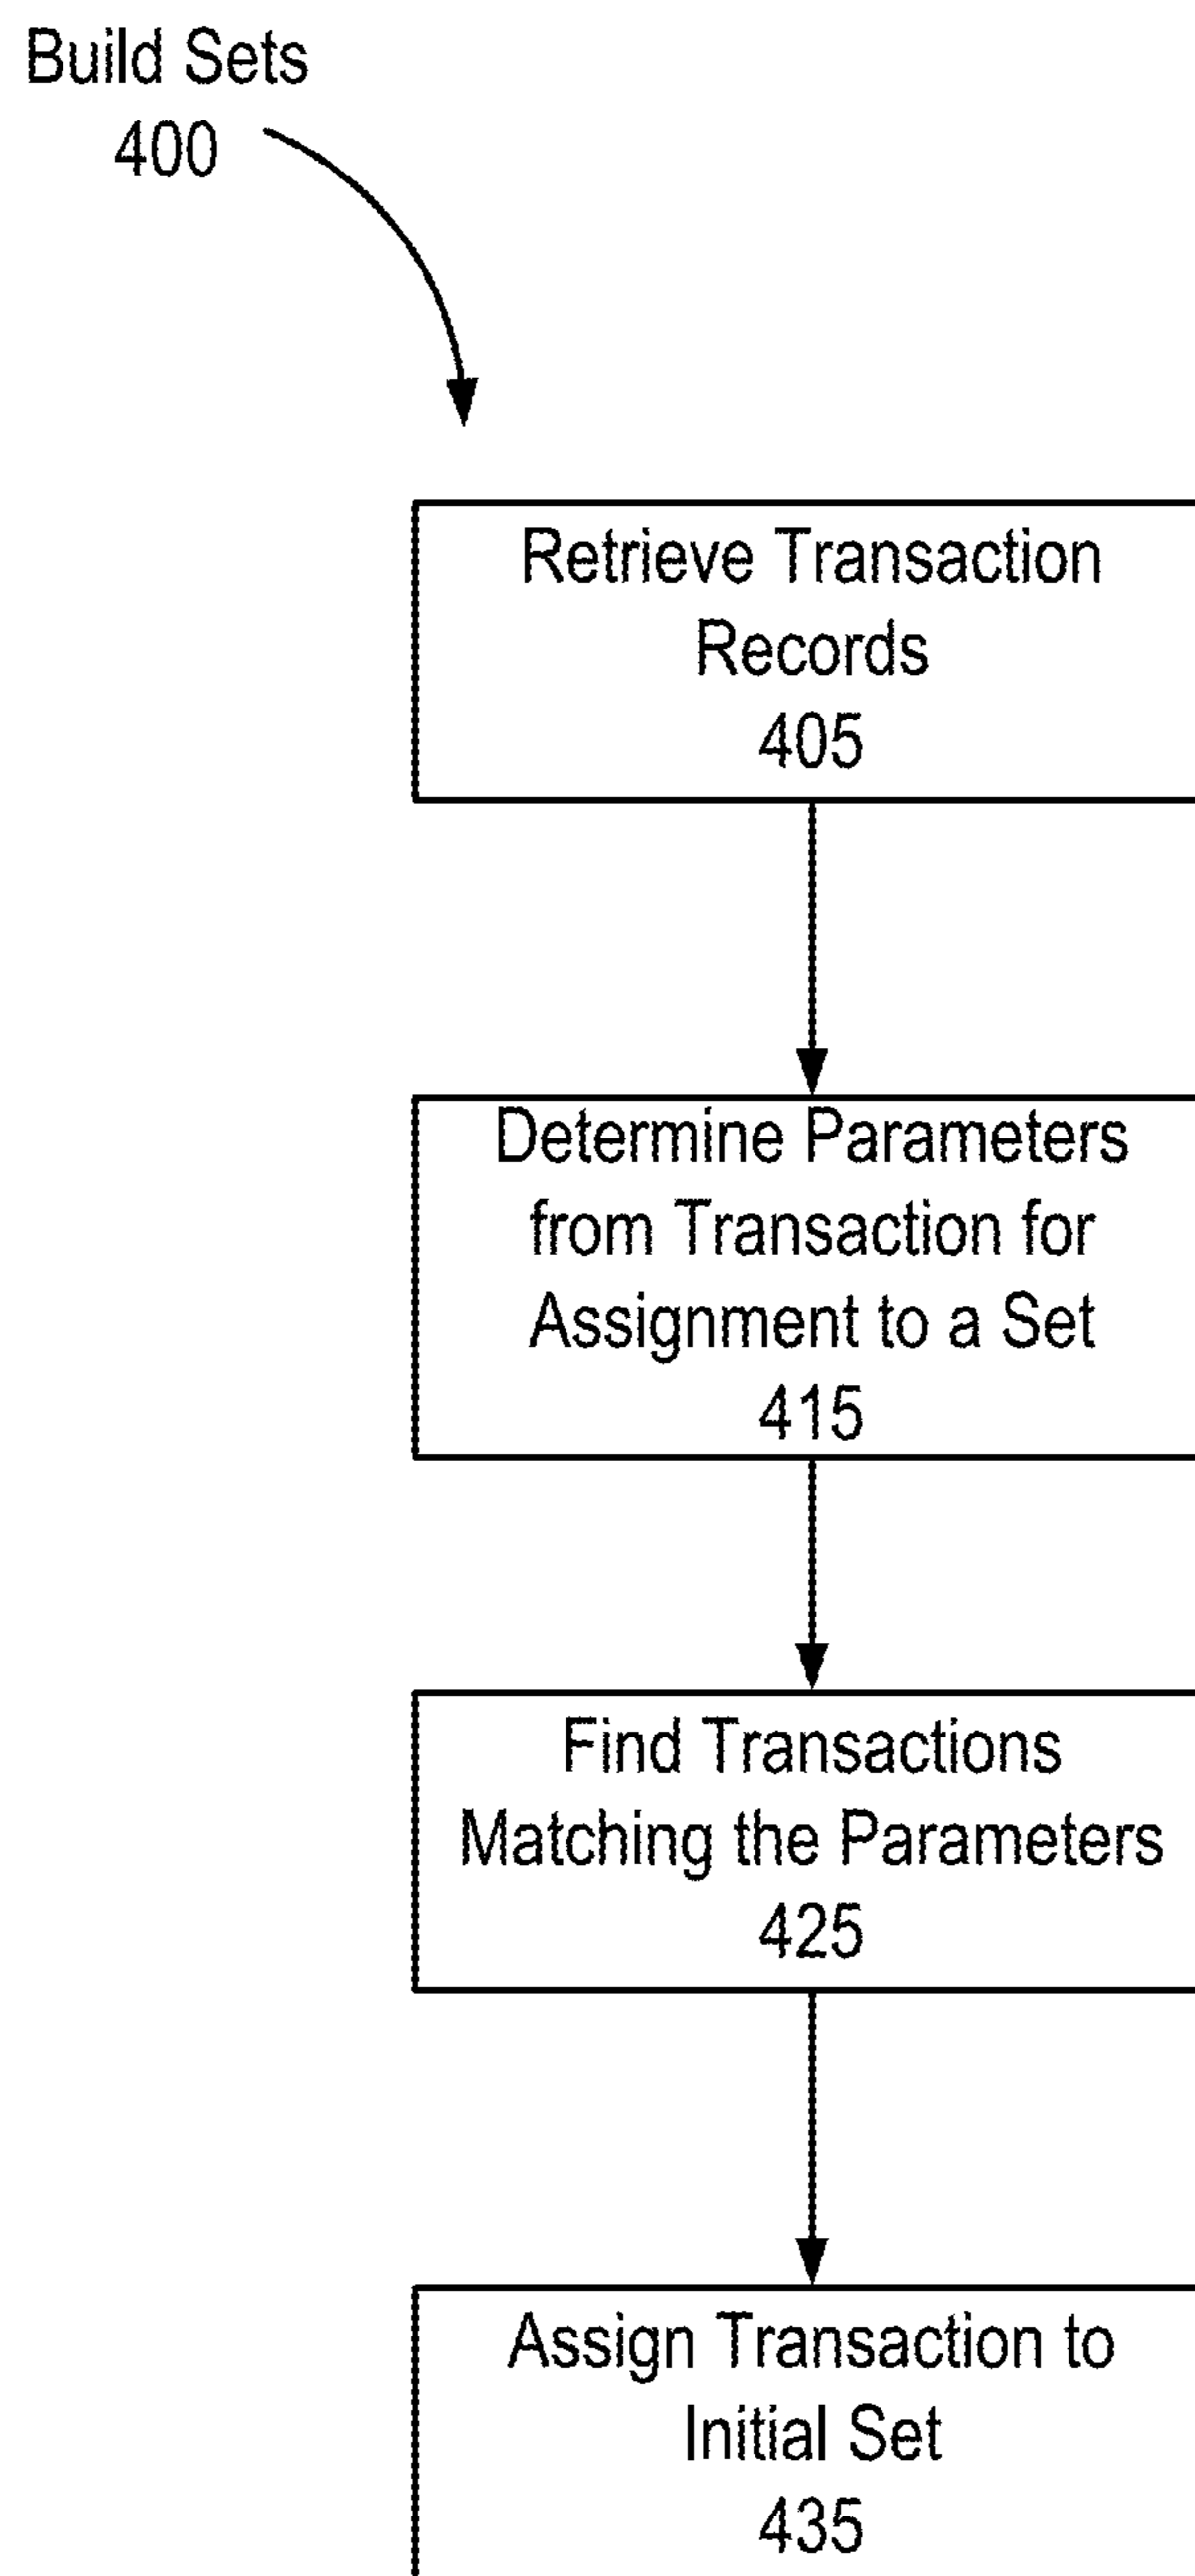 Build Sets
400
Retrieve Transaction
Records
405
Determine Parameters
from Transaction for
Assignment to a Set
415
Find Transactions
Matching the Parameters
425
Assign Transaction to
Initial Set
435